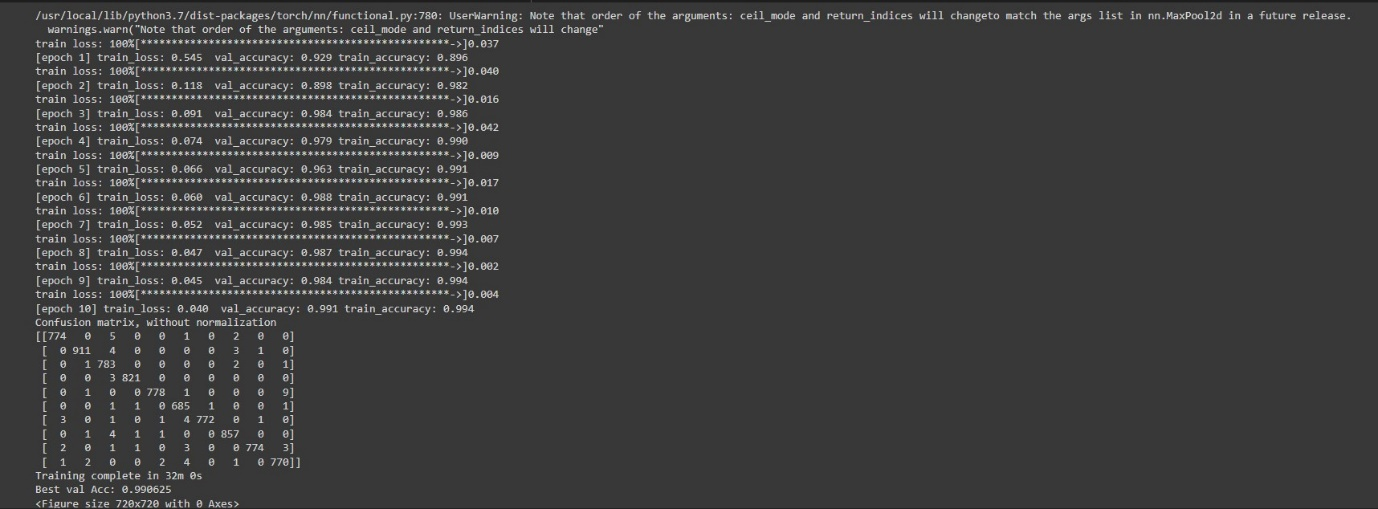 /usr/local/lib/python3.7/dist-packages/torch/nn/functional.py:780: UserWarning: Note that order of the arguments: ceil_mode and return_indices will changeto match the args list in nn.MaxPool2d in a future release.
  warnings.warn("Note that order of the arguments: ceil_mode and return_indices will change"
train loss: 100%[**************************************************->]0.037
[epoch 1] train_loss: 0.545  val_accuracy: 0.929 train_accuracy: 0.896
train loss: 100%[**************************************************->]0.040
[epoch 2] train_loss: 0.118  val_accuracy: 0.898 train_accuracy: 0.982
train loss: 100%[**************************************************->]0.016
[epoch 3] train_loss: 0.091  val_accuracy: 0.984 train_accuracy: 0.986
train loss: 100%[**************************************************->]0.042
[epoch 4] train_loss: 0.074  val_accuracy: 0.979 train_accuracy: 0.990
train loss: 100%[**************************************************->]0.009
[epoch 5] train_loss: 0.066  val_accuracy: 0.963 train_accuracy: 0.991
train loss: 100%[**************************************************->]0.017
[epoch 6] train_loss: 0.060  val_accuracy: 0.988 train_accuracy: 0.991
train loss: 100%[**************************************************->]0.010
[epoch 7] train_loss: 0.052  val_accuracy: 0.985 train_accuracy: 0.993
train loss: 100%[**************************************************->]0.007
[epoch 8] train_loss: 0.047  val_accuracy: 0.987 train_accuracy: 0.994
train loss: 100%[**************************************************->]0.002
[epoch 9] train_loss: 0.045  val_accuracy: 0.984 train_accuracy: 0.994
train loss: 100%[**************************************************->]0.004
[epoch 10] train_loss: 0.040  val_accuracy: 0.991 train_accuracy: 0.994
Confusion matrix, without normalization
[[774   0   5   0   0   1   0   2   0   0]
 [  0 911   4   0   0   0   0   3   1   0]
 [  0   1 783   0   0   0   0   2   0   1]
 [  0   0   3 821   0   0   0   0   0   0]
 [  0   1   0   0 778   1   0   0   0   9]
 [  0   0   1   1   0 685   1   0   0   1]
 [  3   0   1   0   1   4 772   0   1   0]
 [  0   1   4   1   1   0   0 857   0   0]
 [  2   0   1   1   0   3   0   0 774   3]
 [  1   2   0   0   2   4   0   1   0 770]]
Training complete in 32m 0s
Best val Acc: 0.990625
<Figure size 720x720 with 0 Axes>